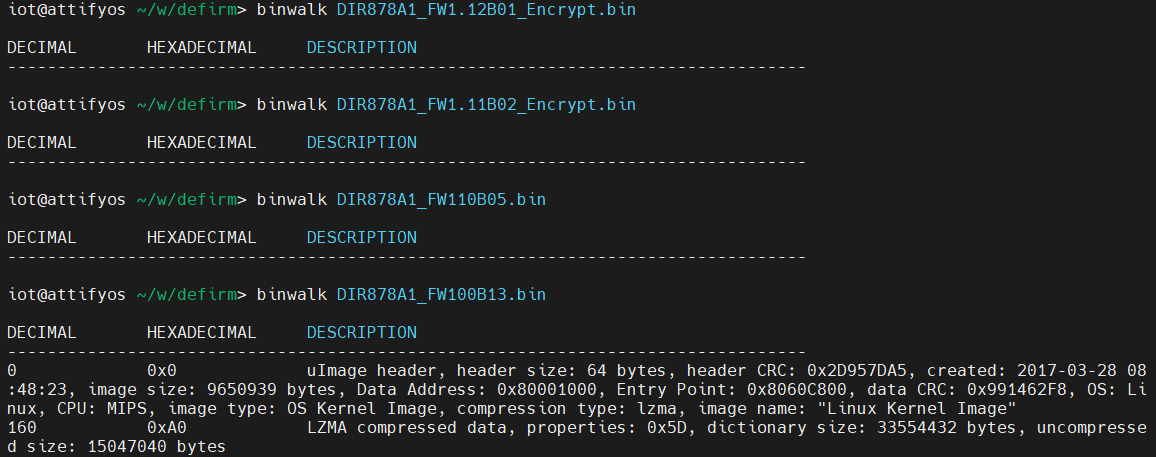 iot@attifyos ~/w/defirm> binwalk DIR878A1_FW1.12B01_Encrypt.bin
DECIMAL       HEXADECIMAL     DESCRIPTION
--------------------------------------------------------------------------------
iot@attifyos ~/w/defirm> binwalk DIR878A1_FW1.11B02_Encrypt.bin
DECIMAL       HEXADECIMAL     DESCRIPTION
--------------------------------------------------------------------------------
iot@attifyos ~/w/defirm> binwalk DIR878A1_FW110B05.bin
DECIMAL       HEXADECIMAL     DESCRIPTION
--------------------------------------------------------------------------------
iot@attifyos ~/w/defirm> binwalk DIR878A1_FW100B13.bin
DECIMAL       HEXADECIMAL     DESCRIPTION
--------------------------------------------------------------------------------
0             0x0             uImage header, header size: 64 bytes, header CRC: 0x2D957DA5, created: 2017-03-28 08
:48:23, image size: 9650939 bytes, Data Address: 0x80001000, Entry Point: 0x8060C800, data CRC: 0x991462F8, OS: Li
nux, CPU: MIPS, image type: OS Kernel Image, compression type: lzma, image name: "Linux Kernel Image"
160           0xA0            LZMA compressed data, properties: 0x5D, dictionary size: 33554432 bytes, uncompresse
d size: 15047040 bytes